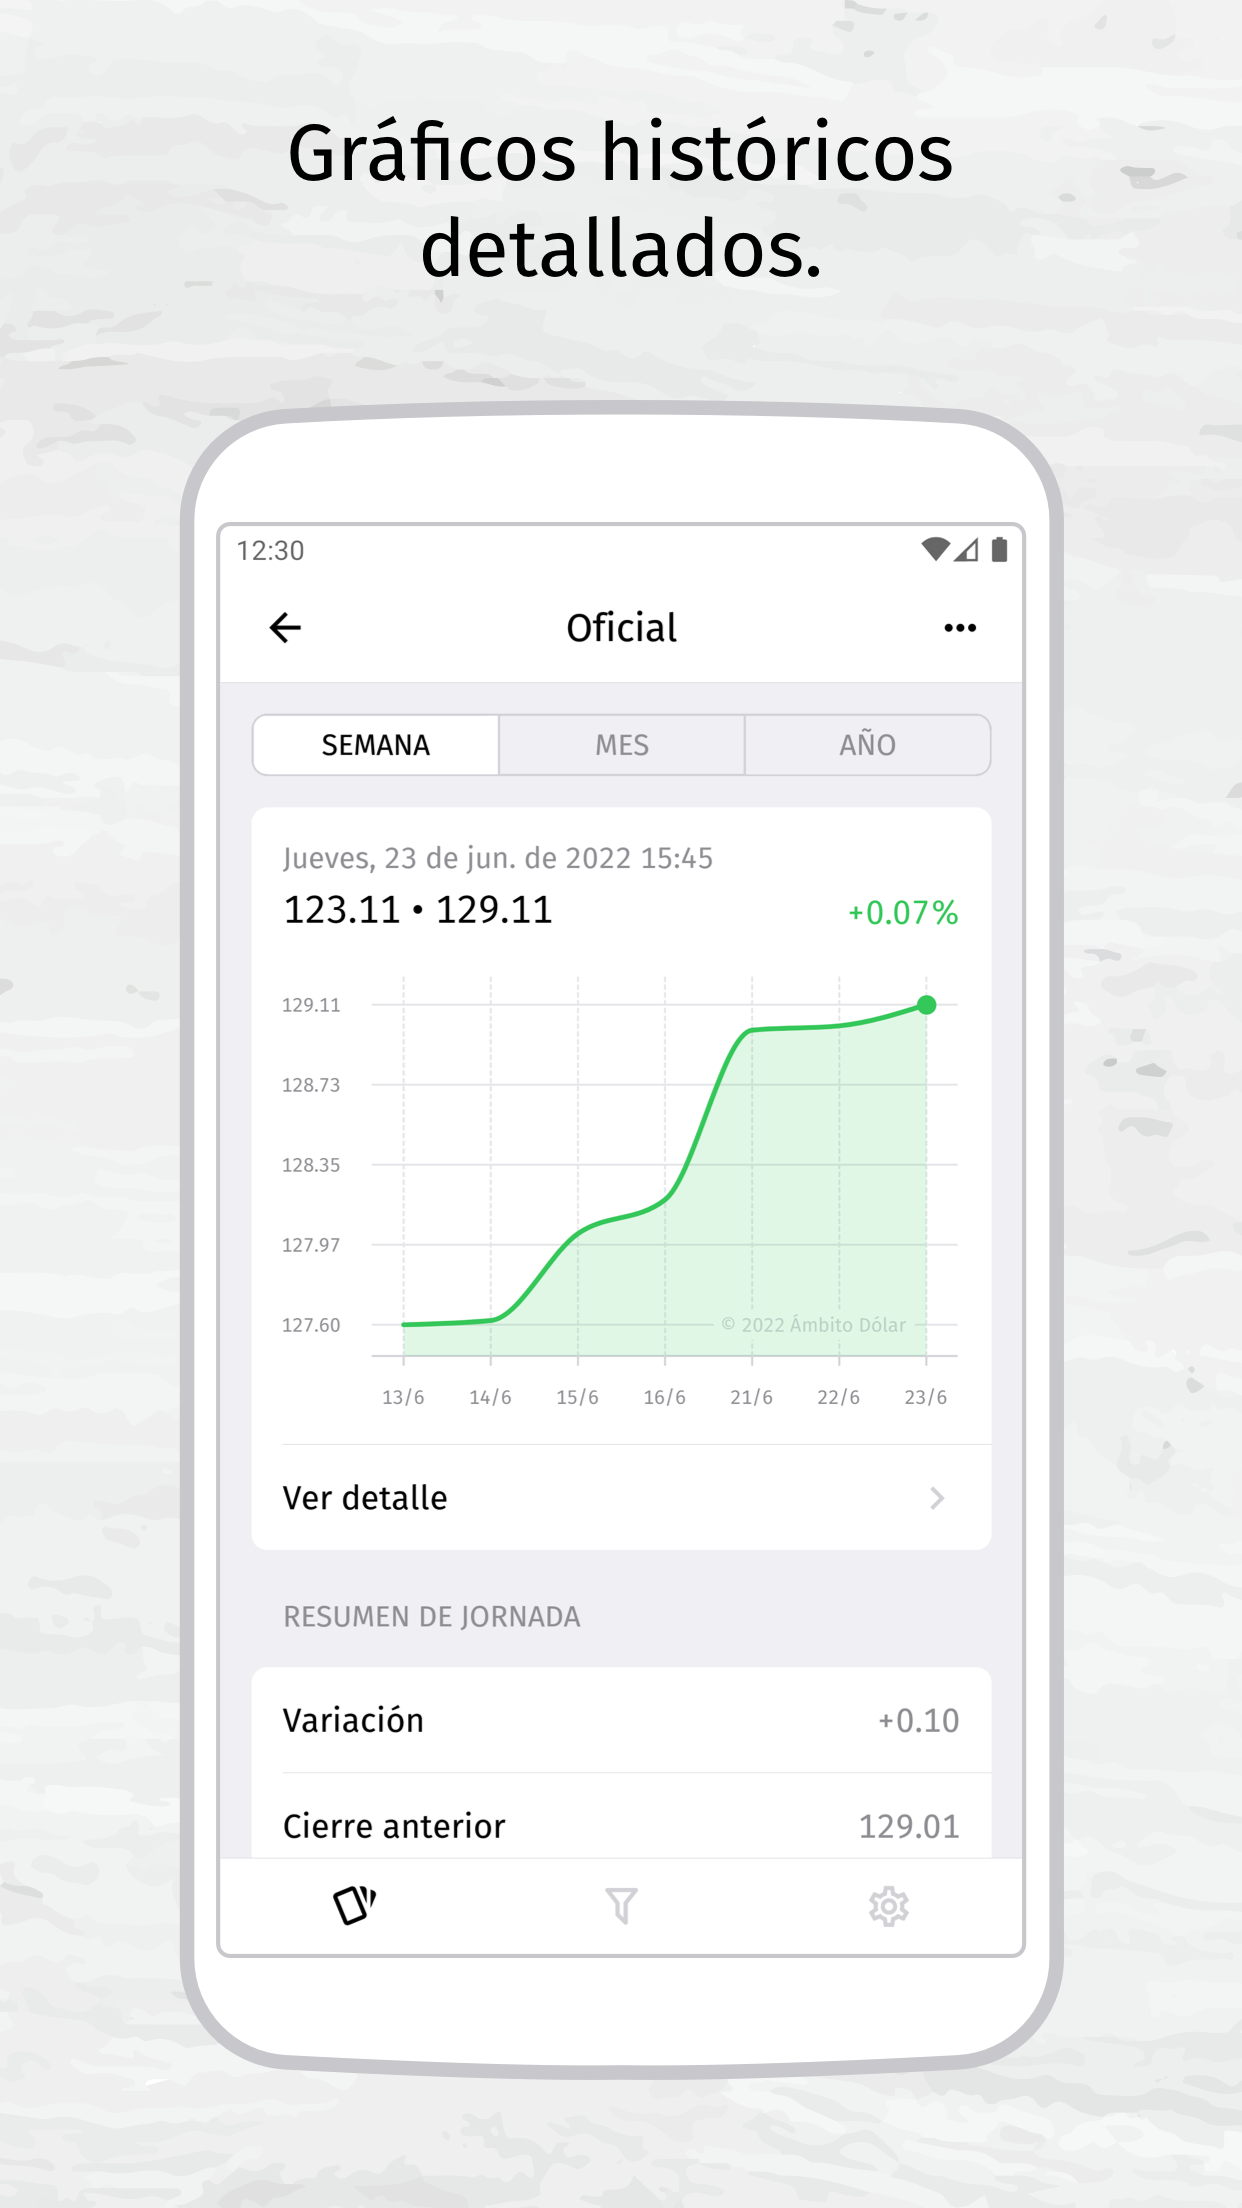 Gráficos históricos
detallados.
12:30
Oficial
SEMANA
MES
AÑO
Jueves, 23 de jun. de 2022 15:45
123.11 • 129.11
+0.07%
129.11
128.73
128.35
127.97
127.60
© 2022 Ámbito Dólar
13/6
14/6
15/6
16/6
21/6
22/6
23/6
Ver detalle
RESUMEN DE JORNADA
Variación
+0.10
Cierre anterior
129.01